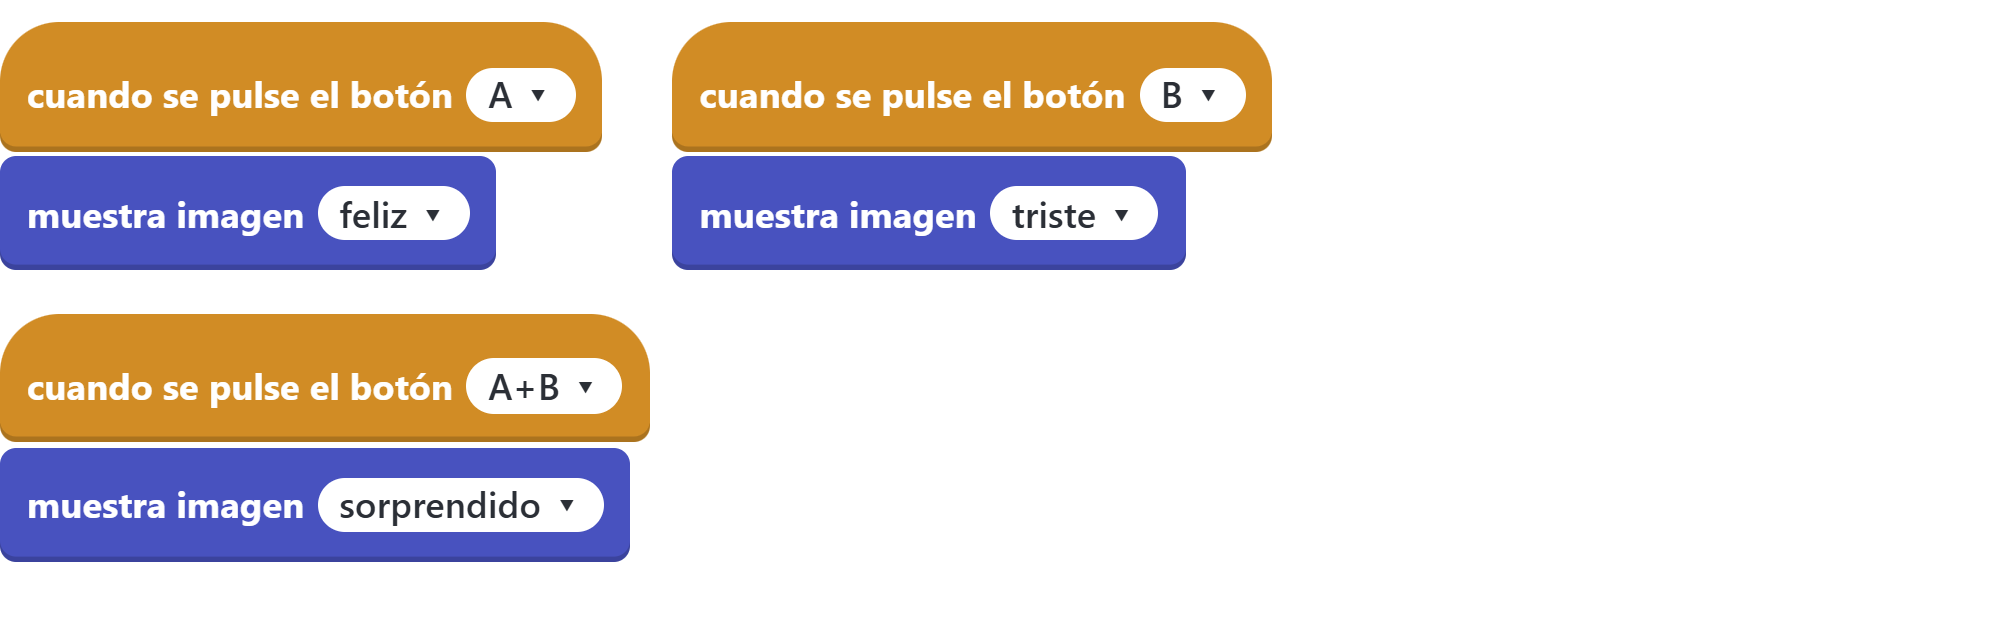 cuando se pulse el botón A
muestra imagen feliz
cuando se pulse el botón B
muestra imagen triste
cuando se pulse el botón A+B
muestra imagen sorprendido